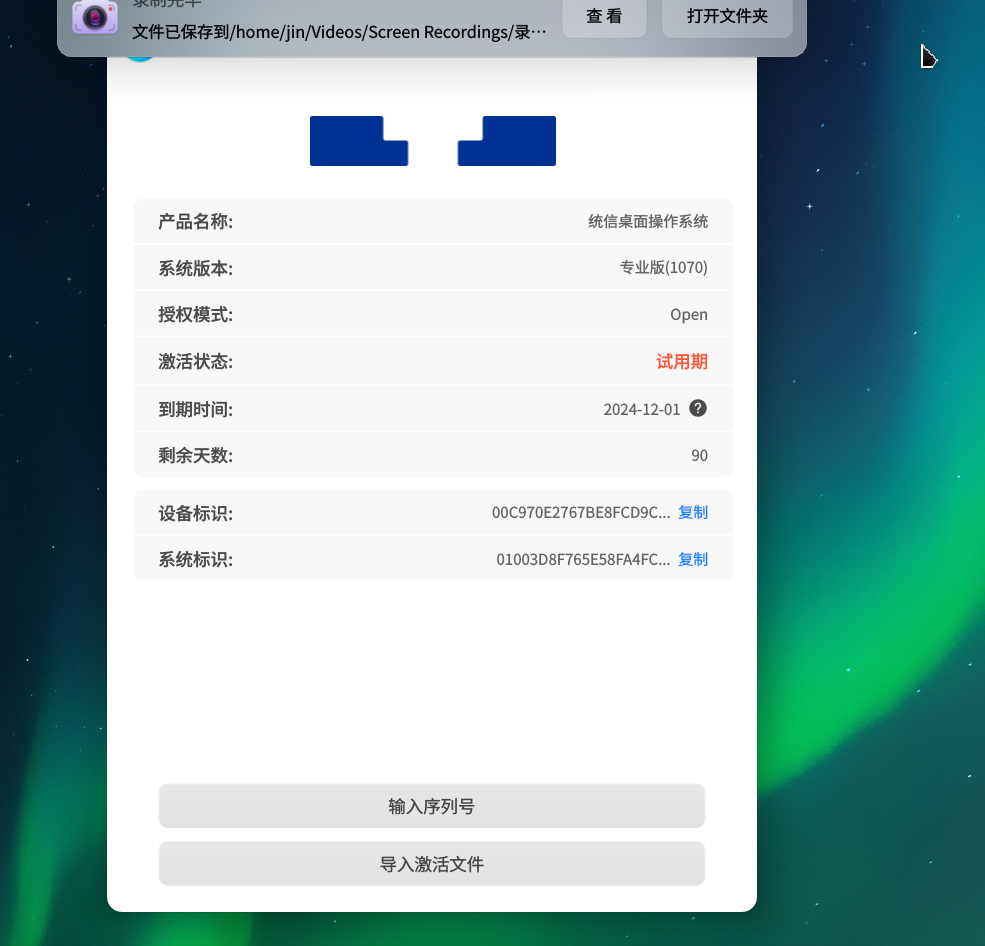 录制完毕
文件已保存到/home/jin/Videos/Screen Recordings/录…
查 看
打开文件夹
产品名称:
统信桌面操作系统
系统版本:
专业版(1070)
授权模式:
Open
激活状态:
试用期
到期时间:
2024-12-01 ?
剩余天数:
90
设备标识:
00C970E2767BE8FCD9C... 复制
系统标识:
01003D8F765E58FA4FC... 复制
输入序列号
导入激活文件